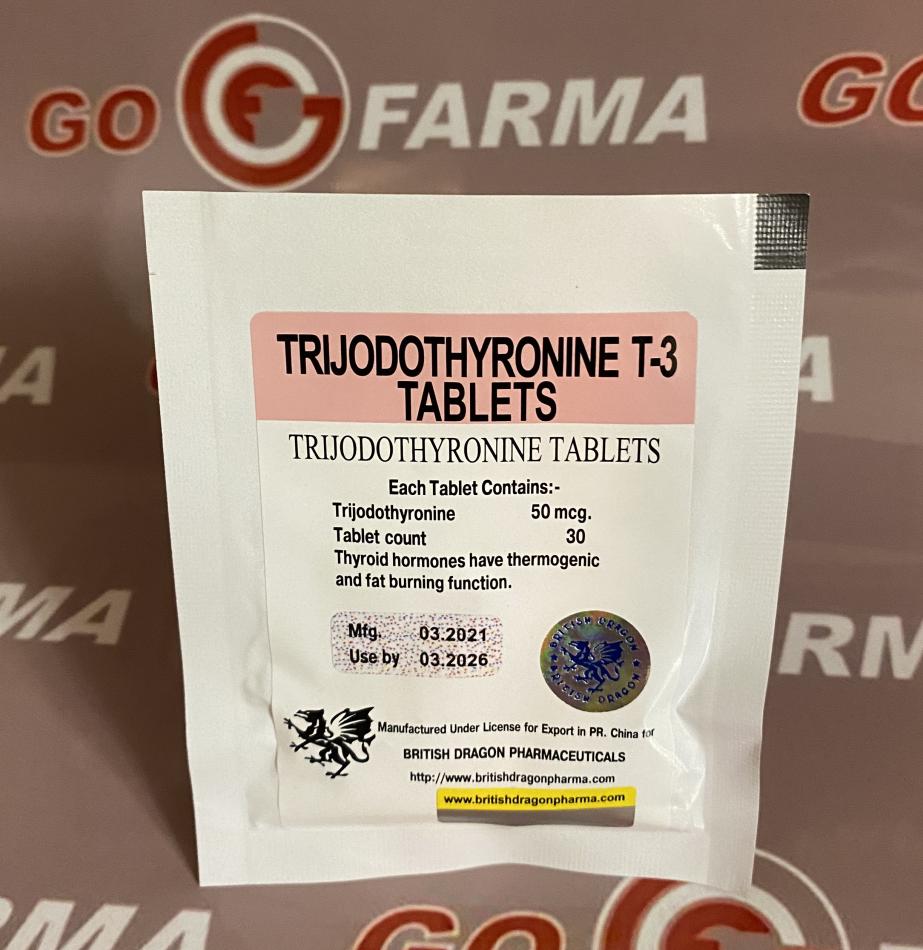 GO FARMA
GO
TRIJODOTHYRONINE T-3
TABLETS
TRIJODOTHYRONINE TABLETS
Each Tablet Contains:-
Trijodothyronine 50 mcg.
Tablet count 30
Thyroid hormones have thermogenic
and fat burning function.
Mfg. 03.2021
Use by 03.2026
BRITISH DRAGON
BRITISH DRAGON
Manufactured Under License for Export in PR. China for
BRITISH DRAGON PHARMACEUTICALS
http://www.britishdragonpharma.com
www.britishdragonpharma.com
GO